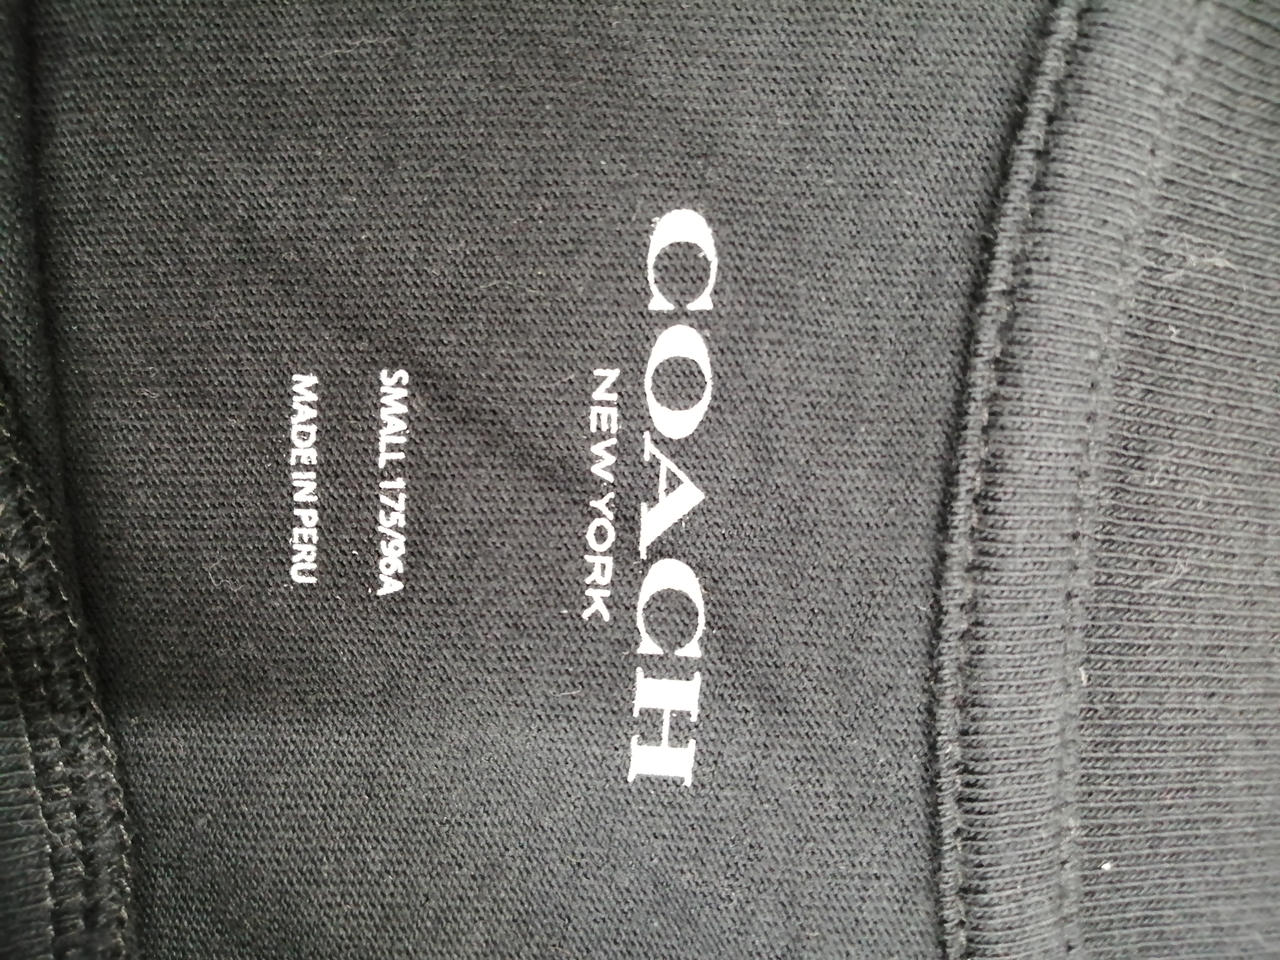 COACH
NEW YORK
SMALL 175/96A
MADE IN PERU